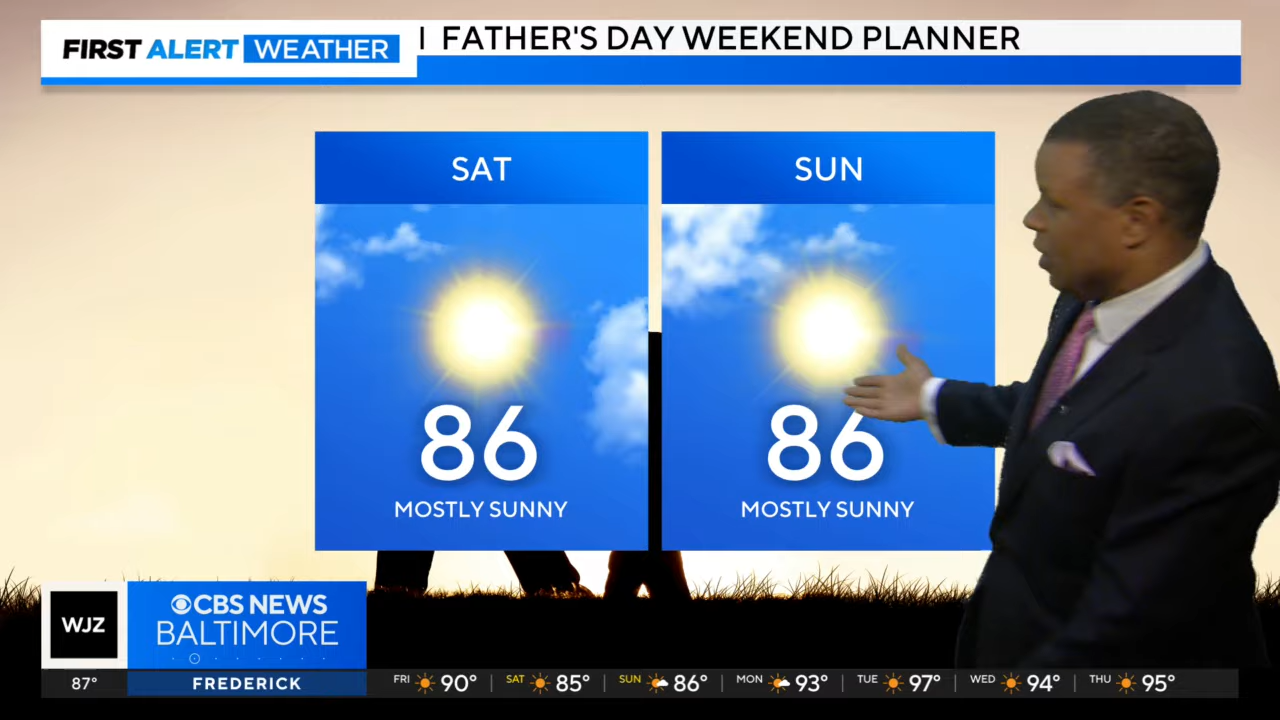 FIRST ALERT WEATHER
FATHER'S DAY WEEKEND PLANNER
SAT
SUN
86
86
MOSTLY SUNNY
MOSTLY SUNNY
WJZ
CBS NEWS
BALTIMORE
87°
FREDERICK
FRI 90° | SAT 85° | SUN 86° | MON 93° | TUE 97° | WED 94° | THU 95°